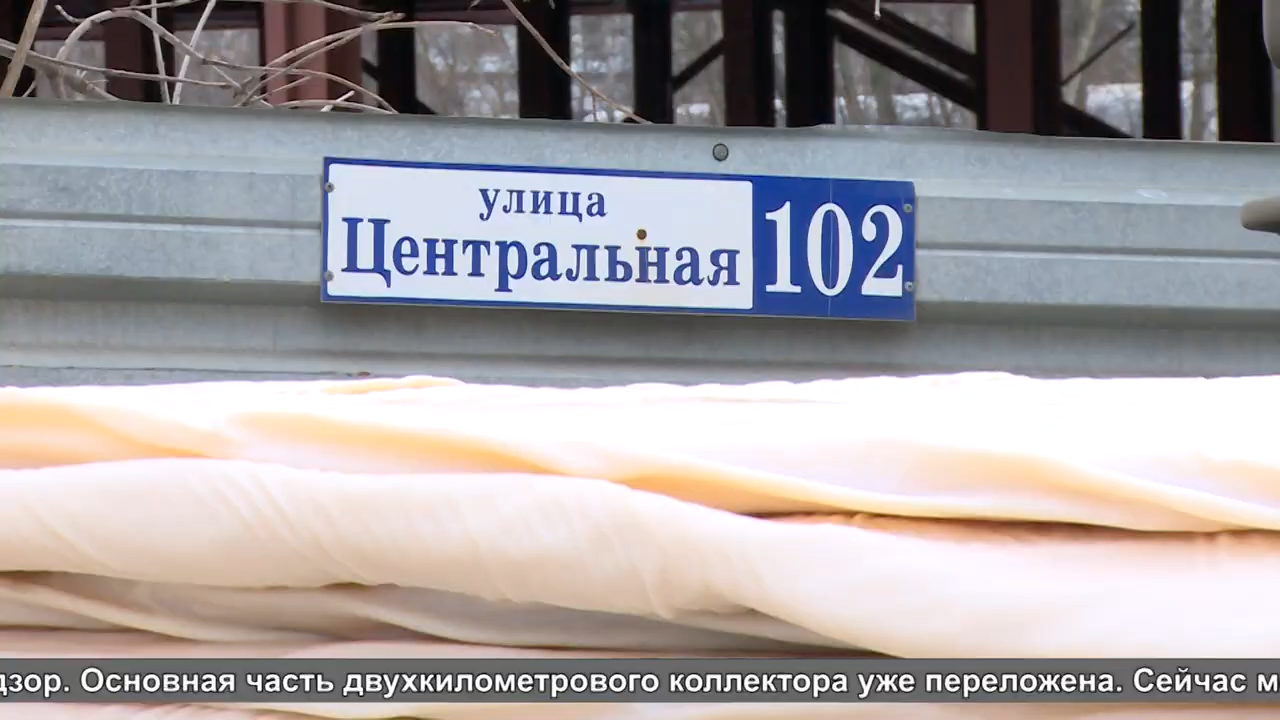 улица
Центральная 102
дзор. Основная часть двухкилометрового коллектора уже переложена. Сейчас м